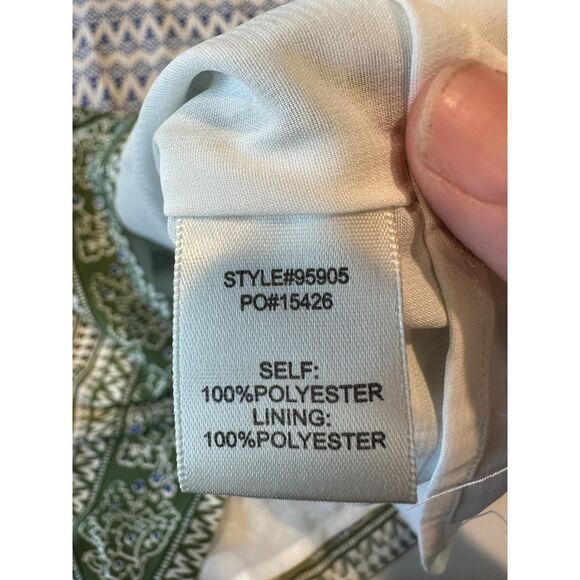 STYLE#95905
PO#15426
SELF:
100%POLYESTER
LINING:
100%POLYESTER